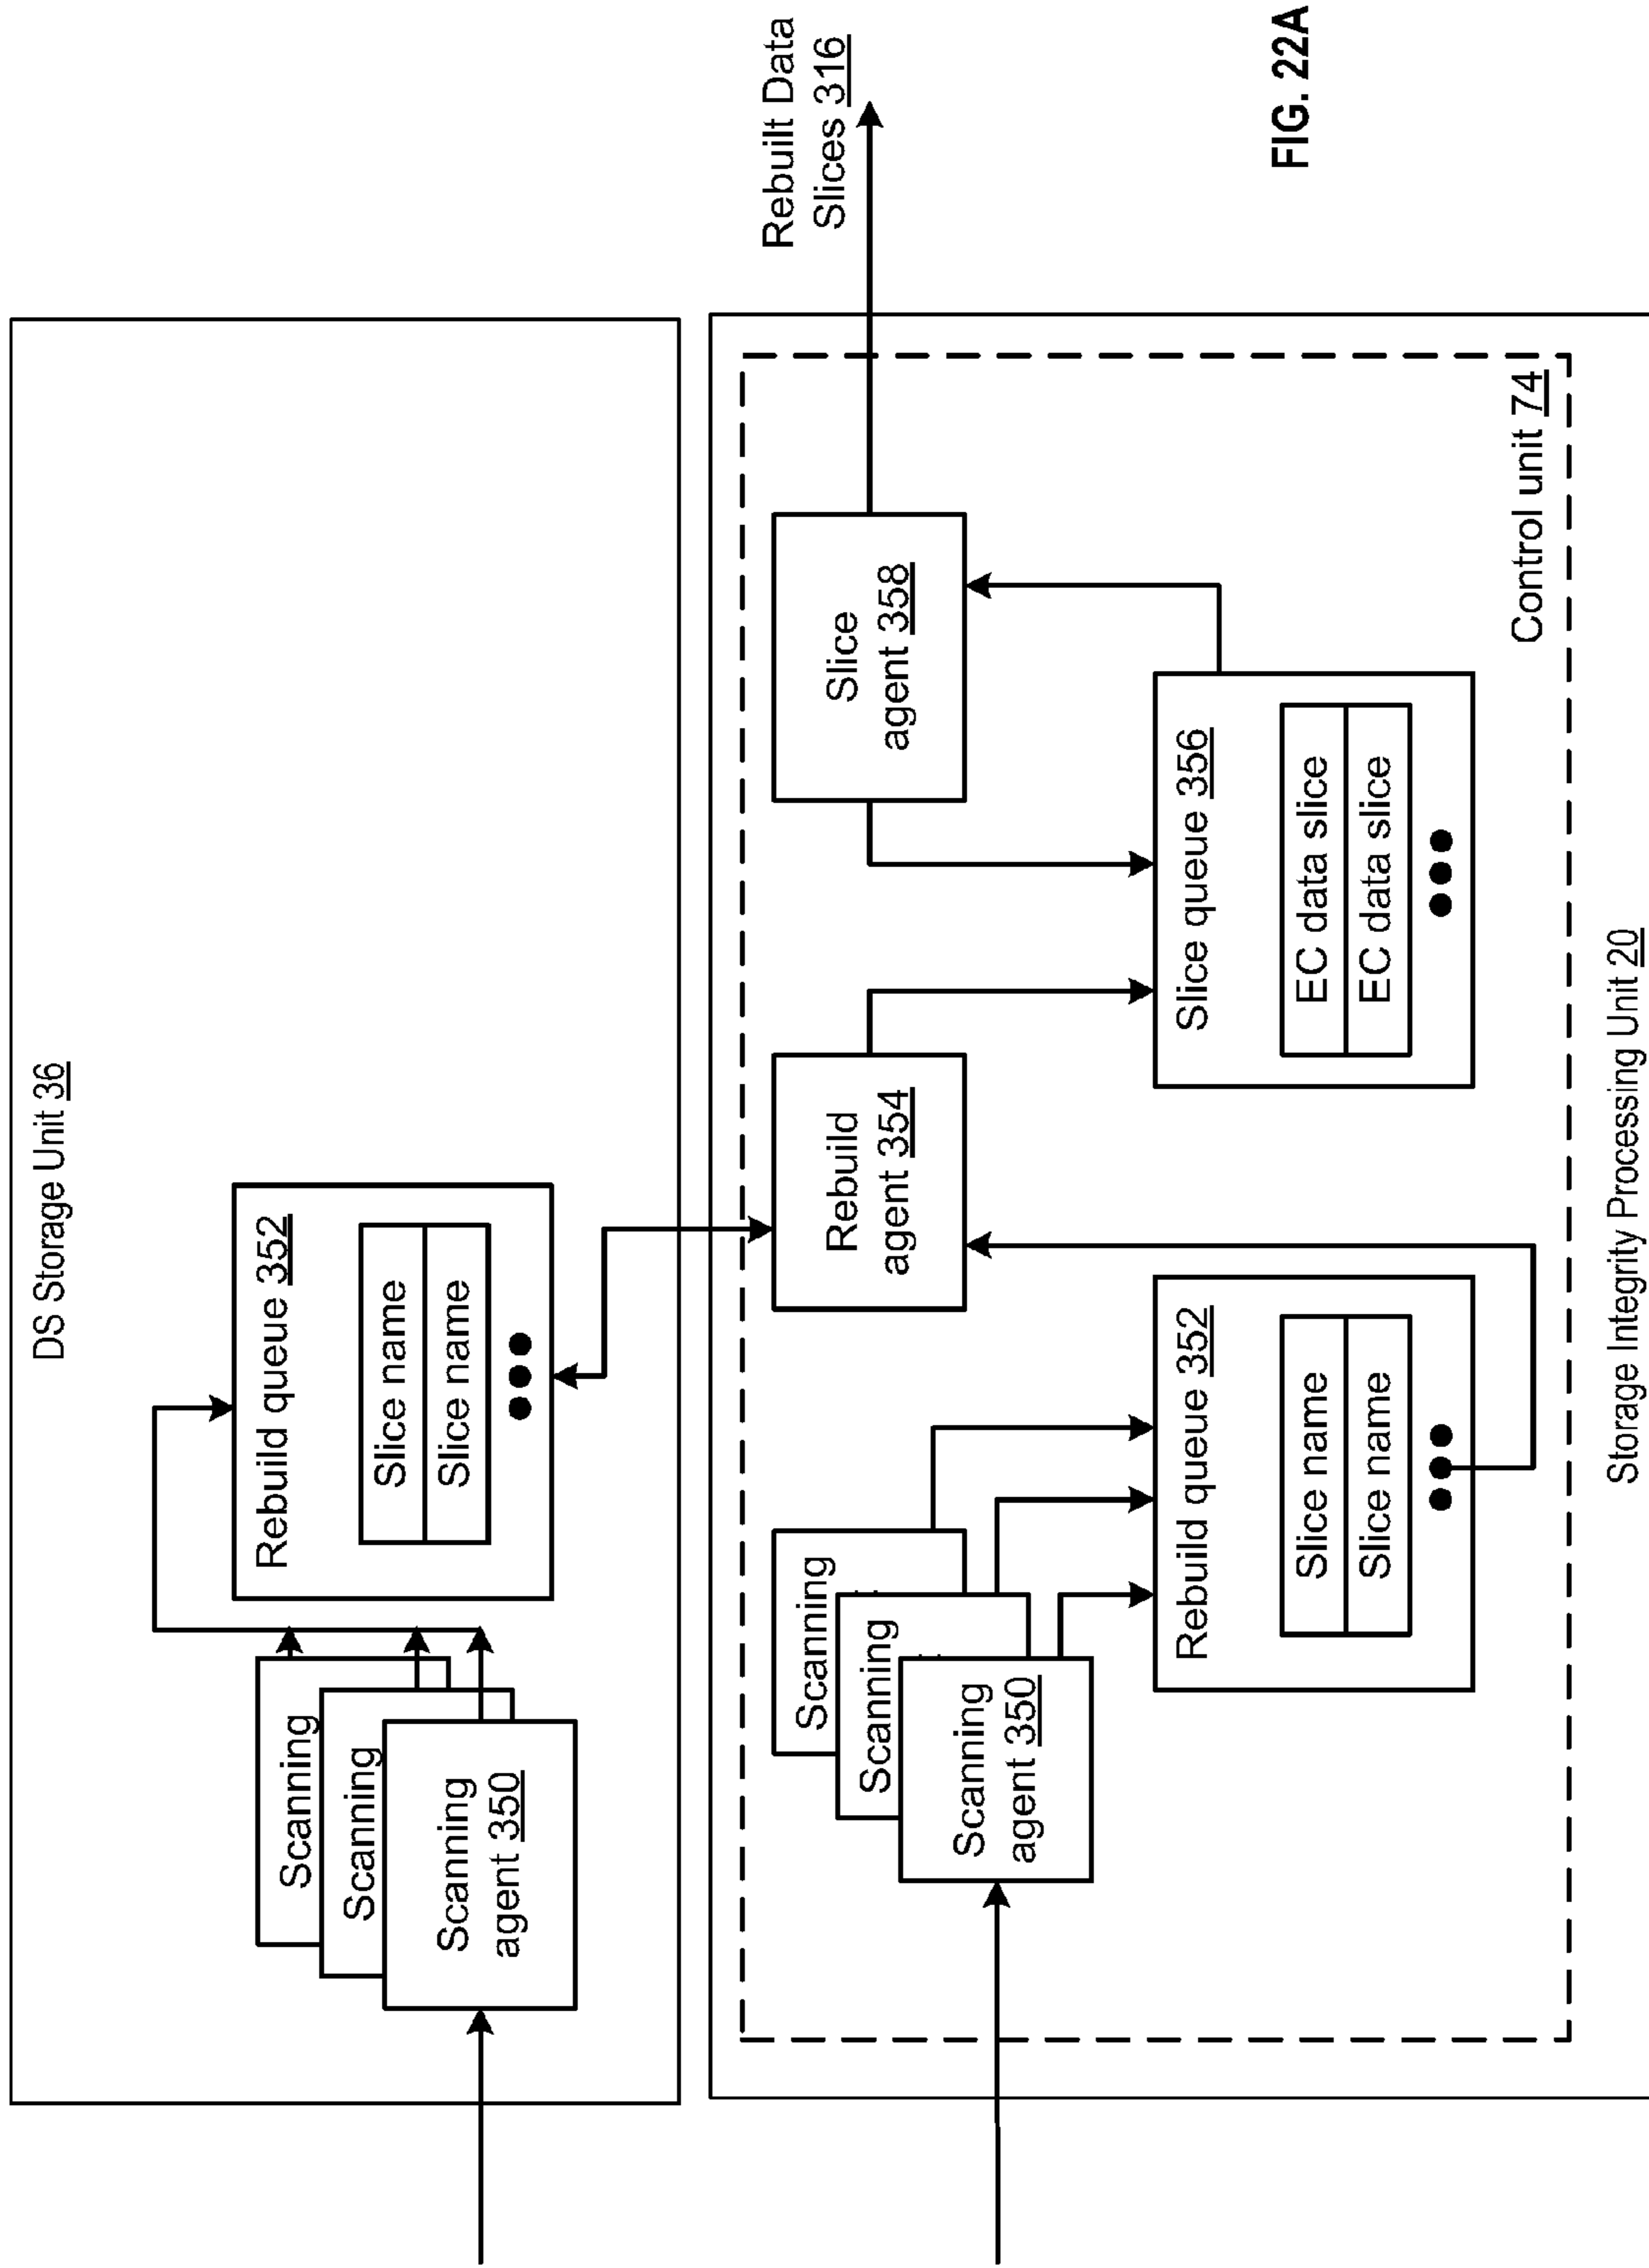 DS Storage Unit 36
Scanning
Scanning
Scanning
agent 350
Rebuild queue 352
Slice name
Slice name
Scanning
Scanning
Scanning
agent 350
Rebuild queue 352
Slice name
Slice name
Rebuild
agent 354
Slice queue 356
EC data slice
EC data slice
Slice
agent 358
Control unit 74
Storage Integrity Processing Unit 20
Rebuilt Data
Slices 316
FIG. 22A